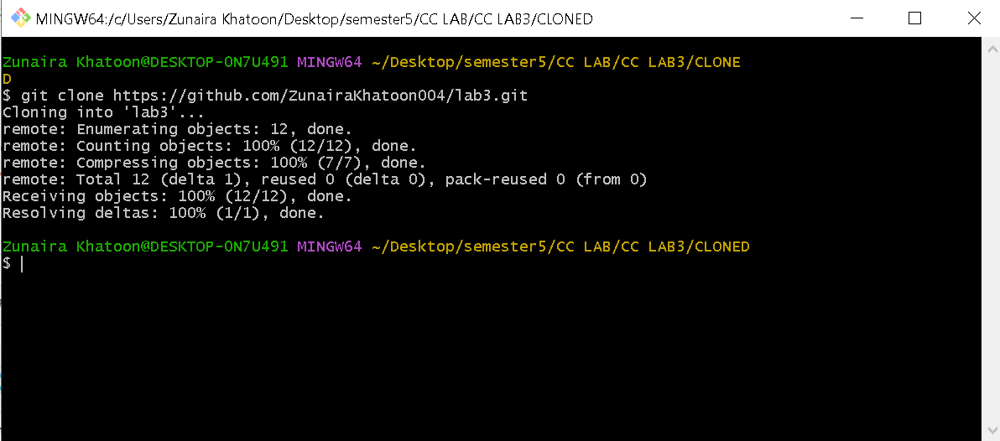 MINGW64:/c/Users/Zunaira Khatoon/Desktop/semester5/CC LAB/CC LAB3/CLONED
Zunaira Khatoon@DESKTOP-ON7U491 MINGW64 ~/Desktop/semester5/CC LAB/CC LAB3/CLONE
D
$ git clone https://github.com/ZunairaKhatoon004/lab3.git
Cloning into 'lab3'...
remote: Enumerating objects: 12, done.
remote: Counting objects: 100% (12/12), done.
remote: Compressing objects: 100% (7/7), done.
remote: Total 12 (delta 1), reused 0 (delta 0), pack-reused 0 (from 0)
Receiving objects: 100% (12/12), done.
Resolving deltas: 100% (1/1), done.
Zunaira Khatoon@DESKTOP-ON7U491 MINGW64 ~/Desktop/semester5/CC LAB/CC LAB3/CLONED
$